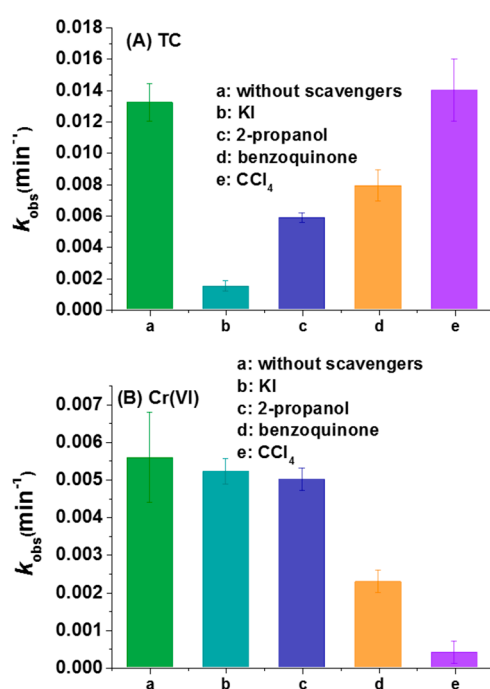 (A) TC
a: without scavengers
b: KI
c: 2-propanol
d: benzoquinone
e: CCl₄
0.018
0.016
0.014
0.012
0.010
0.008
0.006
0.004
0.002
0.000
k_obs(min⁻¹)
a b c d e
a: without scavengers
b: KI
c: 2-propanol
d: benzoquinone
e: CCl₄
(B) Cr(VI)
0.007
0.006
0.005
0.004
0.003
0.002
0.001
0.000
k_obs(min⁻¹)
a b c d e